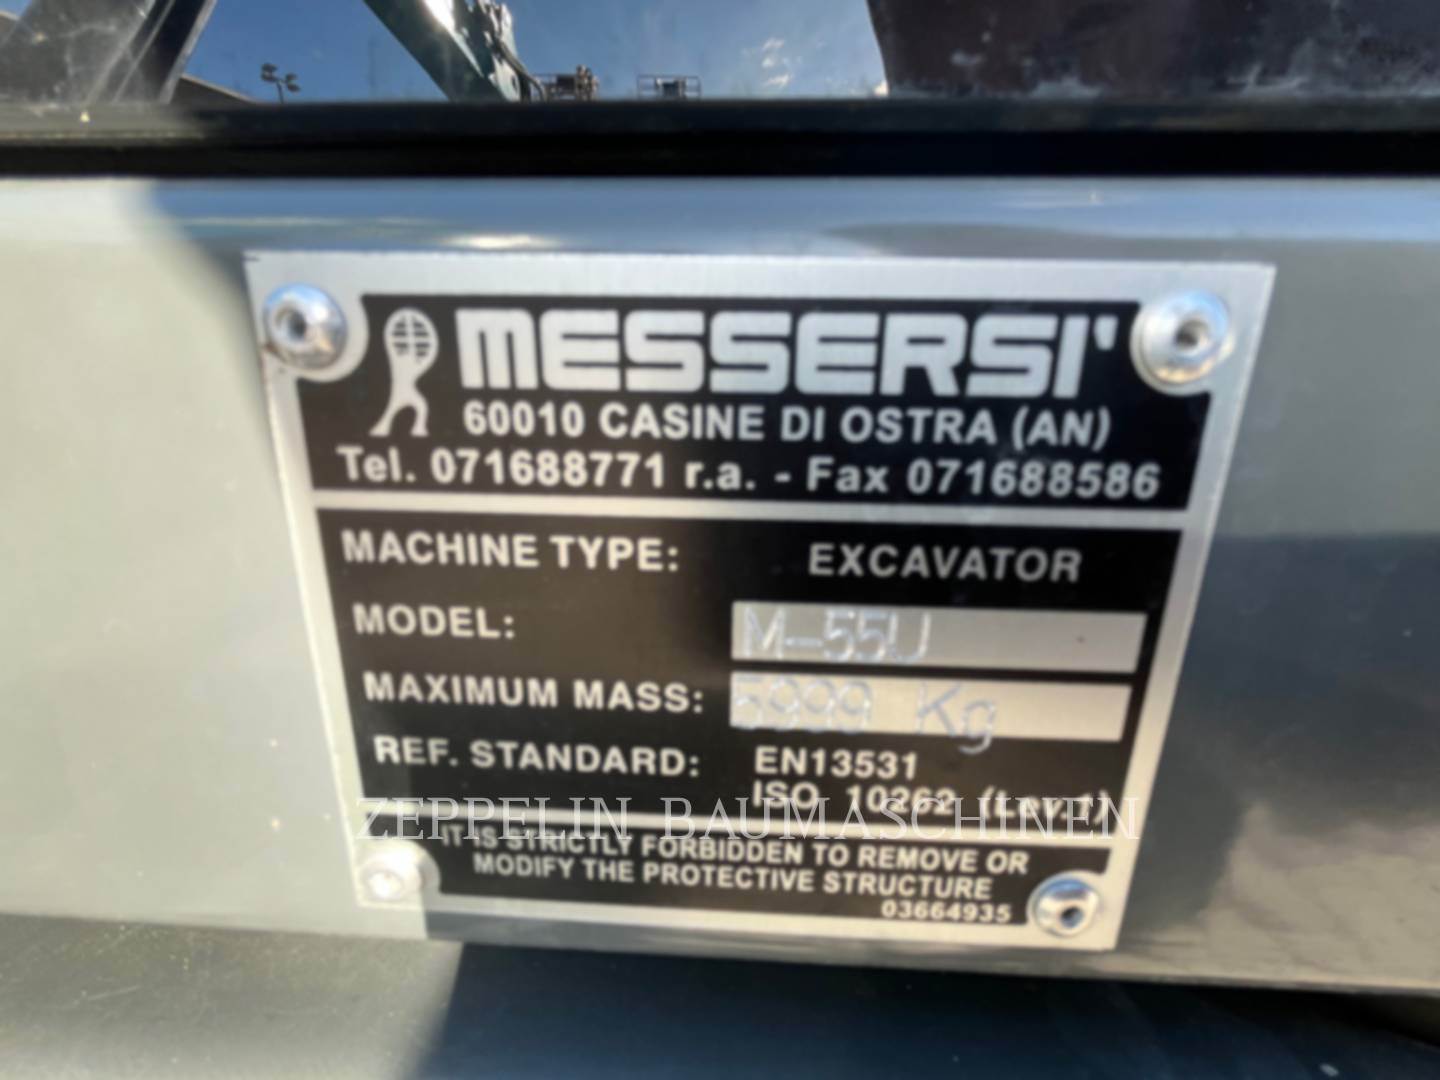 MESSERSI'
60010 CASINE DI OSTRA (AN)
Tel. 071688771 r.a. - Fax 071688586
MACHINE TYPE: EXCAVATOR
MODEL: M-55U
MAXIMUM MASS: 5999 Kg
REF. STANDARD: EN13531
ISO 10262 (Lev.1)
ZEPPELIN BAUMASCHINEN
IT IS STRICTLY FORBIDDEN TO REMOVE OR
MODIFY THE PROTECTIVE STRUCTURE
03664935